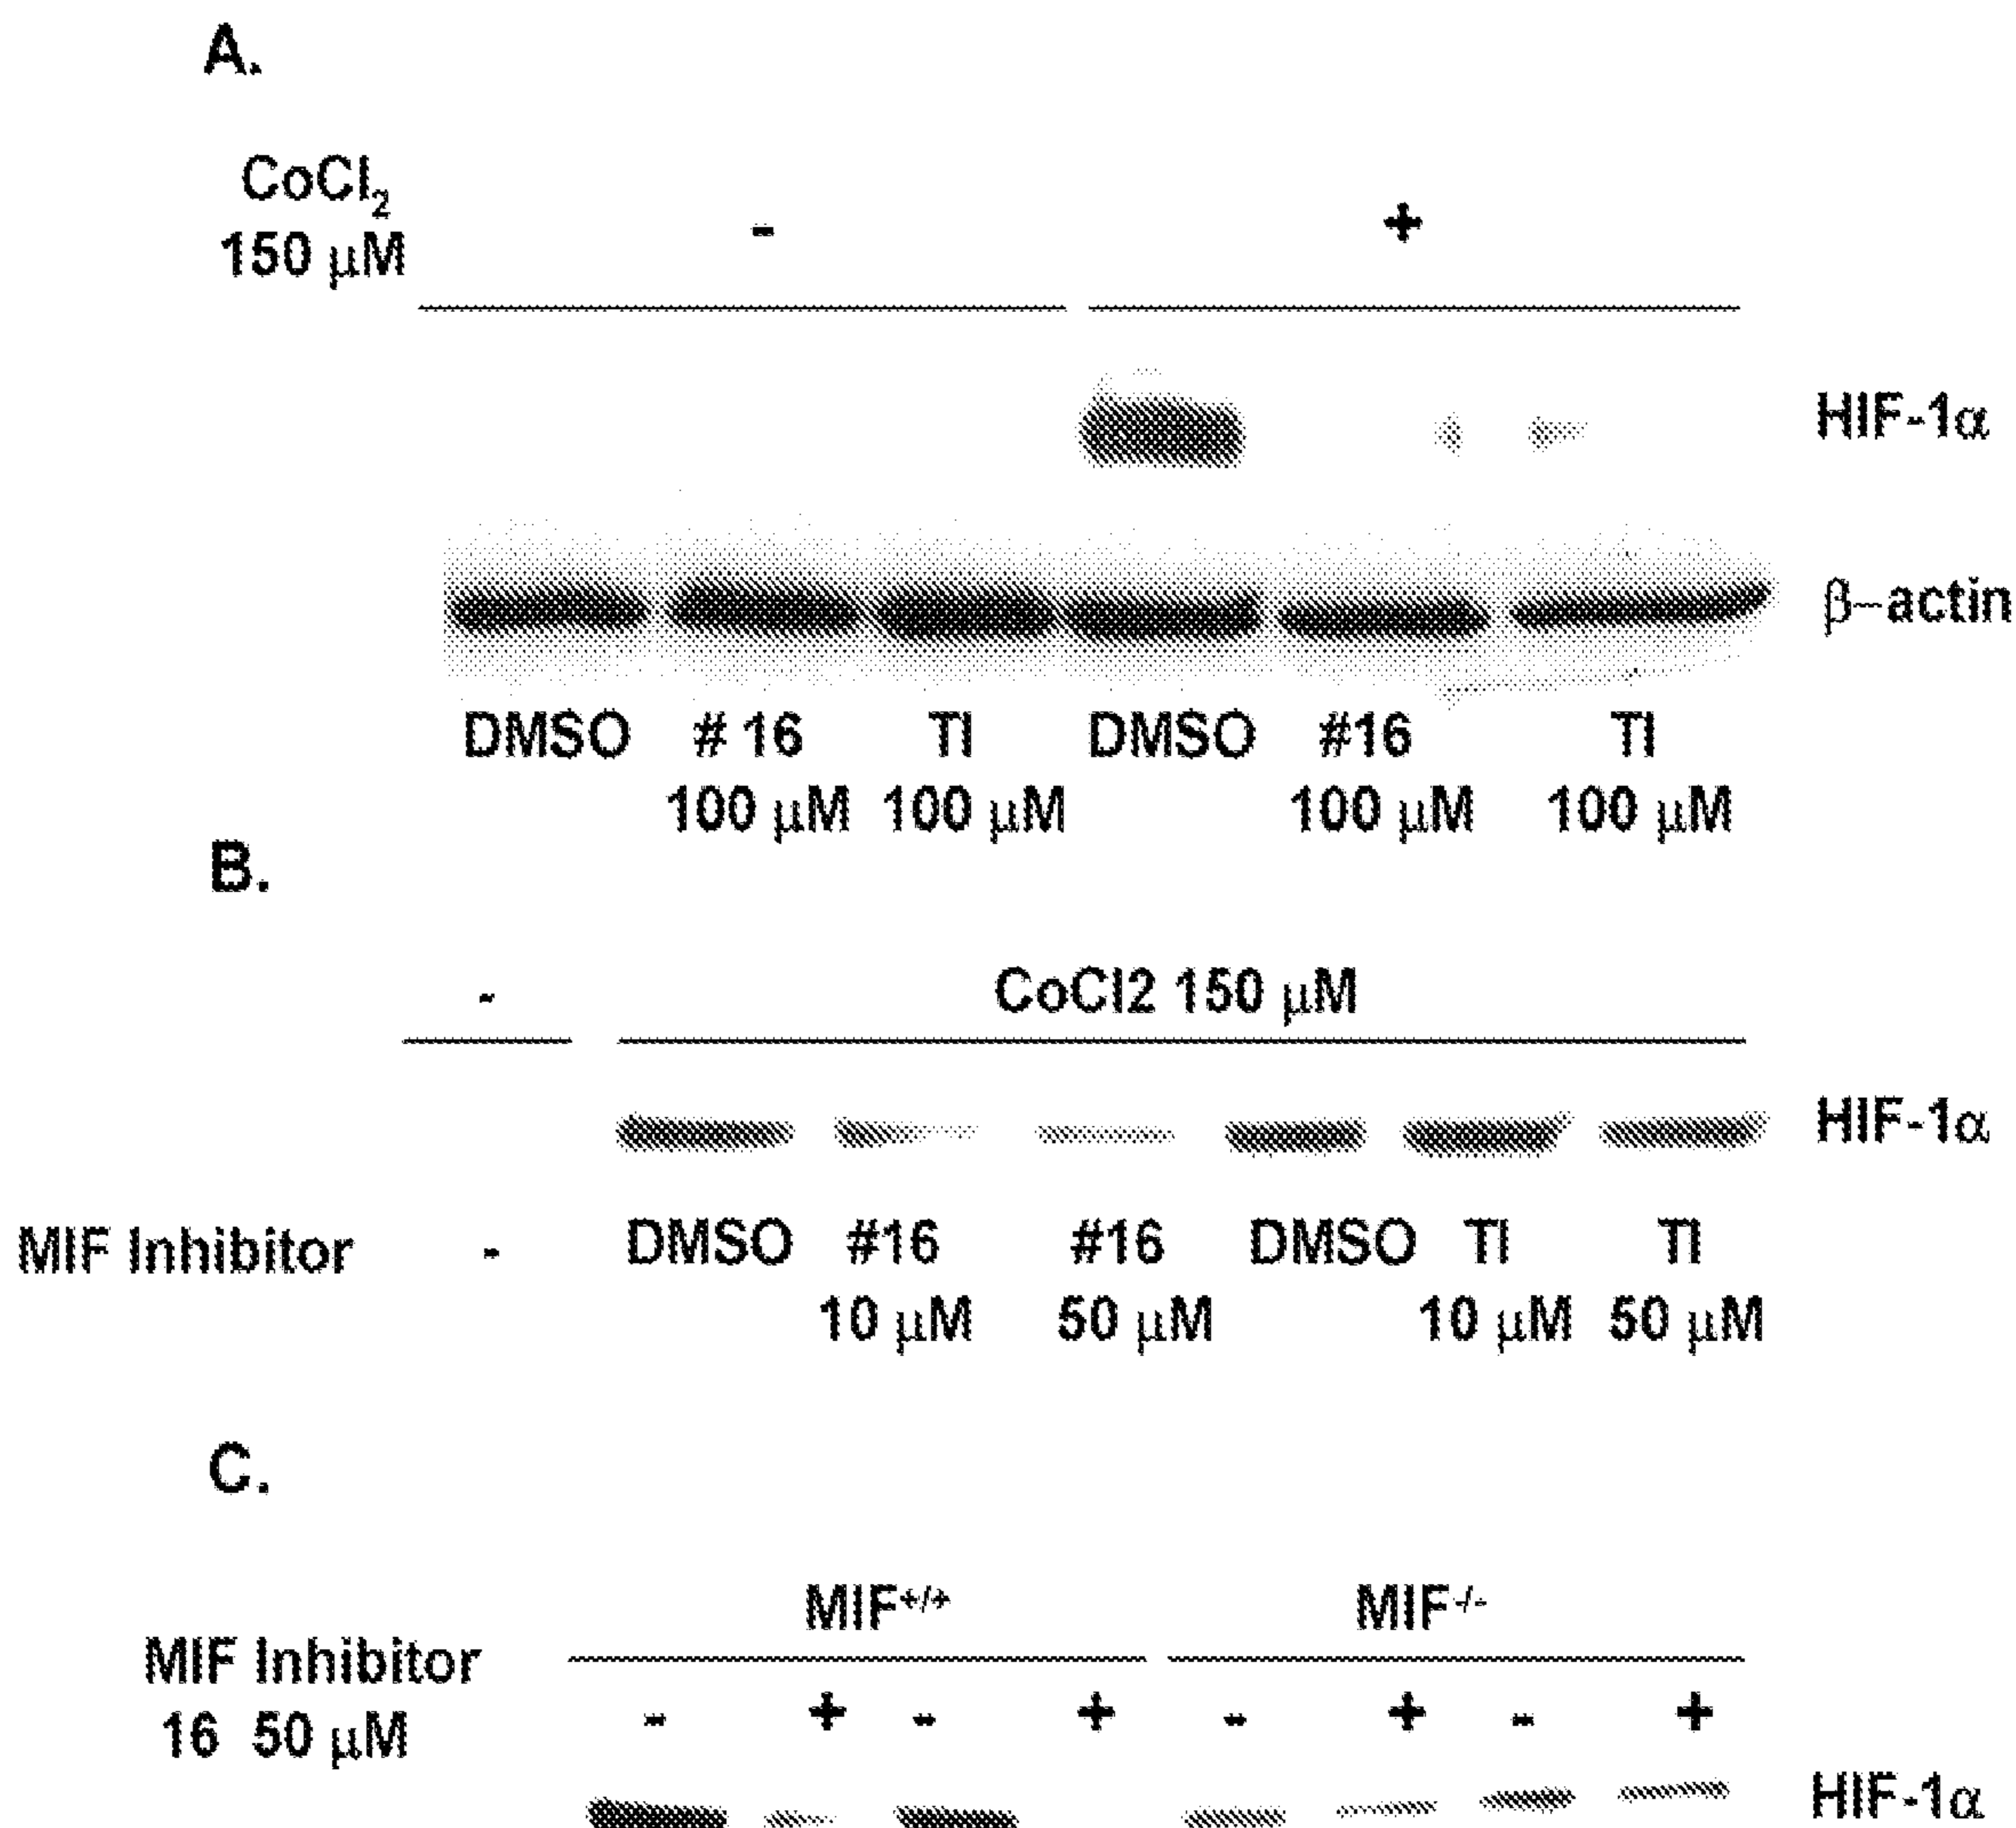 A.
CoCl₂
150 μM
- +
HIF-1α
β–actin
DMSO # 16 TI DMSO #16 TI
100 μM 100 μM 100 μM 100 μM
B.
- CoCl2 150 μM
HIF-1α
MIF Inhibitor - DMSO #16 #16 DMSO TI TI
10 μM 50 μM 10 μM 50 μM
C.
MIF+/+ MIF-/-
MIF Inhibitor
16 50 μM
- + - + - + - +
HIF-1α